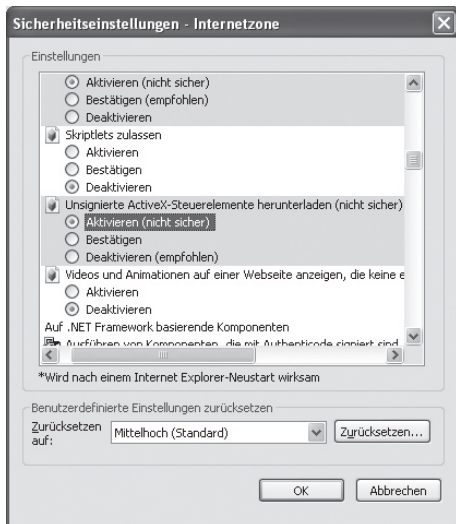 Sicherheitseinstellungen - Internetzone
Einstellungen
Aktivieren (nicht sicher)
Bestätigen (empfohlen)
Deaktivieren
Skriptlets zulassen
Aktivieren
Bestätigen
Deaktivieren
Unsignierte ActiveX-Steuerelemente herunterladen (nicht sicher)
Aktivieren (nicht sicher)
Bestätigen
Deaktivieren (empfohlen)
Videos und Animationen auf einer Webseite anzeigen, die keine e
Aktivieren
Deaktivieren
Auf .NET Framework basierende Komponenten
Ausführen von Komponenten, die mit Authenticode signiert sind
*Wird nach einem Internet Explorer-Neustart wirksam
Benutzerdefinierte Einstellungen zurücksetzen
Zurücksetzen auf: Mittelhoch (Standard) Zurücksetzen...
OK Abbrechen